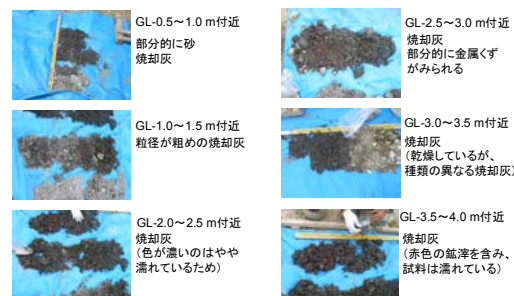 GL-0.5～1.0 m付近
部分的に砂
焼却灰
GL-1.0～1.5 m付近
粒径が粗めの焼却灰
GL-2.0～2.5 m付近
焼却灰
(色が濃いのはやや
濡れているため)
GL-2.5～3.0 m付近
焼却灰
部分的に金属くず
がみられる
GL-3.0～3.5 m付近
焼却灰
(乾燥しているが、
種類の異なる焼却灰)
GL-3.5～4.0 m付近
焼却灰
(赤色の鉱滓を含み、
試料は濡れている)